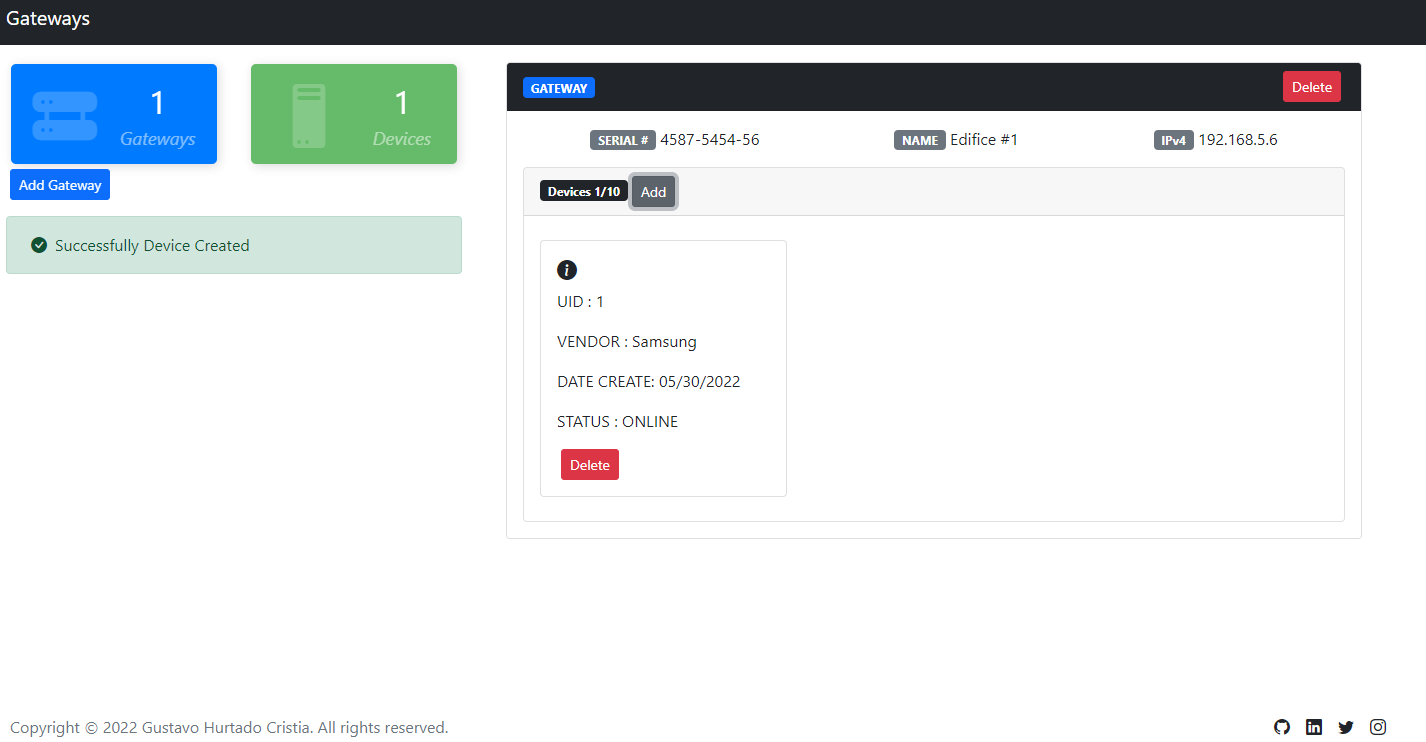 Gateways
1
Gateways
1
Devices
Add Gateway
Successfully Device Created
GATEWAY
Delete
SERIAL # 4587-5454-56
NAME Edifice #1
IPv4 192.168.5.6
Devices 1/10 Add
UID : 1
VENDOR : Samsung
DATE CREATE: 05/30/2022
STATUS : ONLINE
Delete
Copyright © 2022 Gustavo Hurtado Cristia. All rights reserved.